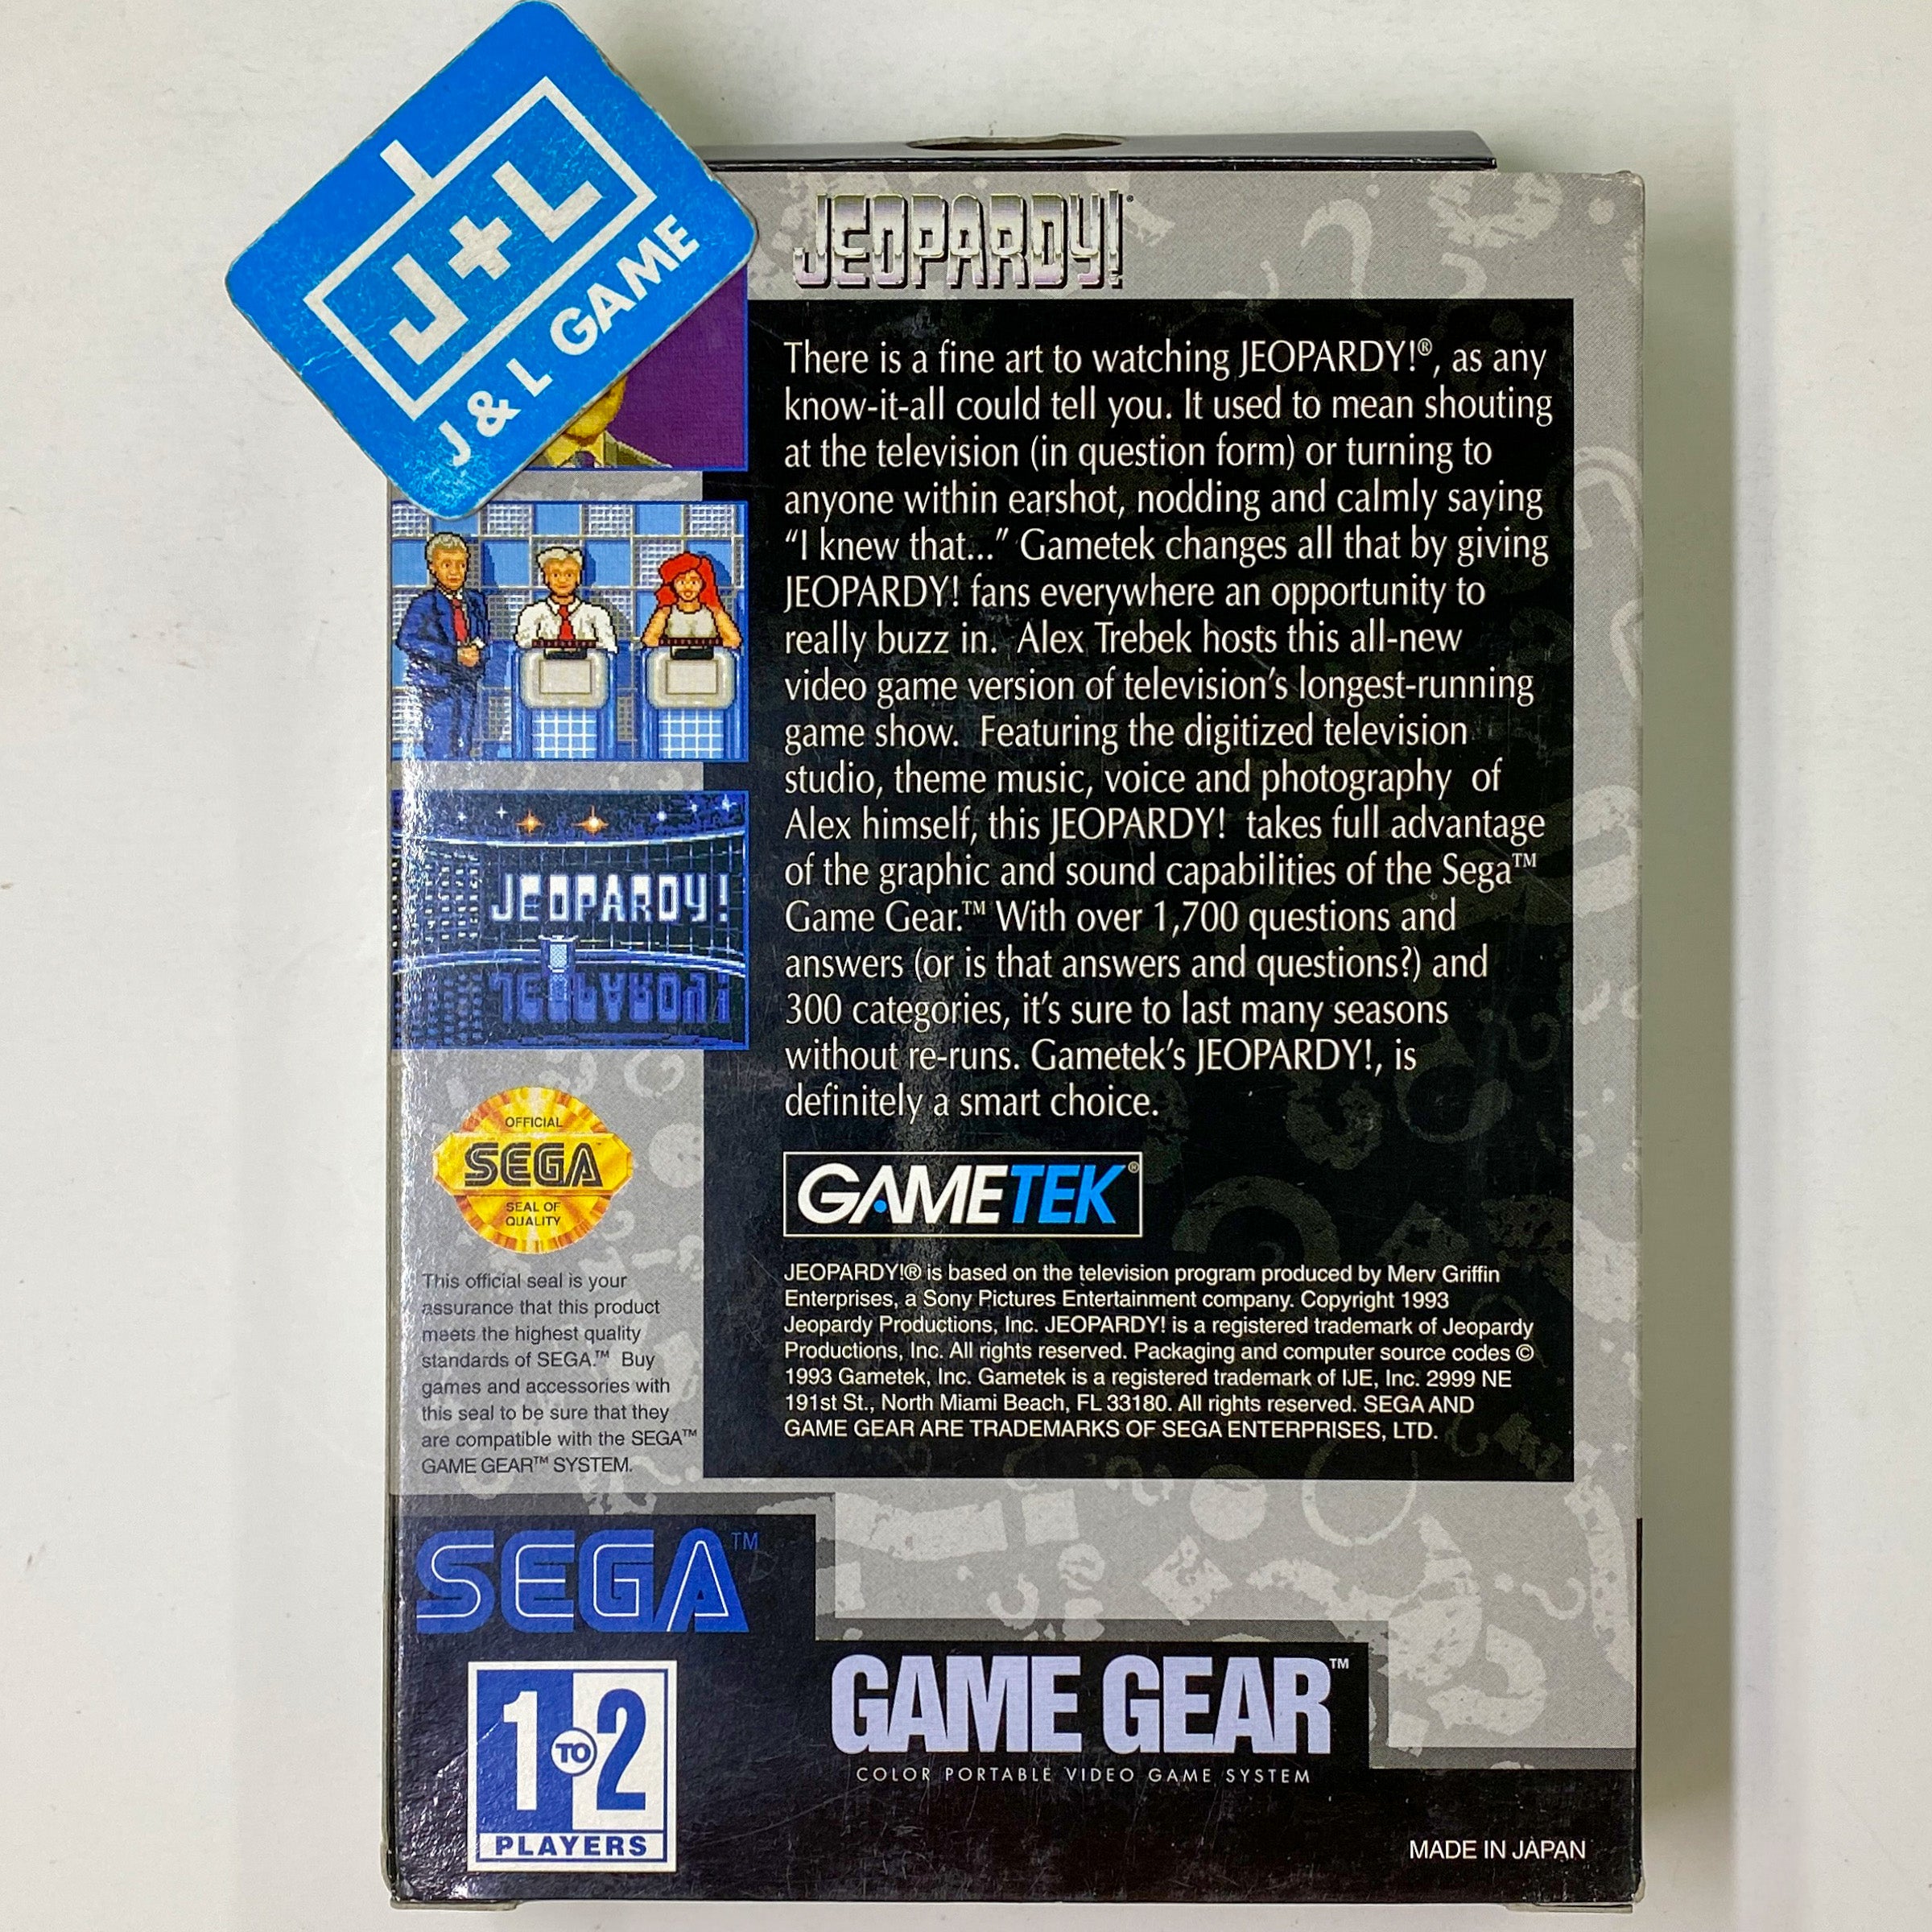 J+L
J & L GAME
JEOPARDY!
There is a fine art to watching JEOPARDY!®, as any
know-it-all could tell you. It used to mean shouting
at the television (in question form) or turning to
anyone within earshot, nodding and calmly saying
“I knew that...” Gametek changes all that by giving
JEOPARDY! fans everywhere an opportunity to
really buzz in. Alex Trebek hosts this all-new
video game version of television’s longest-running
game show. Featuring the digitized television
studio, theme music, voice and photography of
Alex himself, this JEOPARDY! takes full advantage
of the graphic and sound capabilities of the Sega™
Game Gear.™ With over 1,700 questions and
answers (or is that answers and questions?) and
300 categories, it’s sure to last many seasons
without re-runs. Gametek’s JEOPARDY!, is
definitely a smart choice.
JEOPARDY!
GAMETEK®
JEOPARDY!® is based on the television program produced by Merv Griffin
Enterprises, a Sony Pictures Entertainment company. Copyright 1993
Jeopardy Productions, Inc. JEOPARDY! is a registered trademark of Jeopardy
Productions, Inc. All rights reserved. Packaging and computer source codes ©
1993 Gametek, Inc. Gametek is a registered trademark of IJE, Inc. 2999 NE
191st St., North Miami Beach, FL 33180. All rights reserved. SEGA AND
GAME GEAR ARE TRADEMARKS OF SEGA ENTERPRISES, LTD.
OFFICIAL
SEGA
SEAL OF
QUALITY
This official seal is your
assurance that this product
meets the highest quality
standards of SEGA.™ Buy
games and accessories with
this seal to be sure that they
are compatible with the SEGA™
GAME GEAR™ SYSTEM.
SEGA™
1 TO 2
PLAYERS
GAME GEAR™
COLOR PORTABLE VIDEO GAME SYSTEM
MADE IN JAPAN